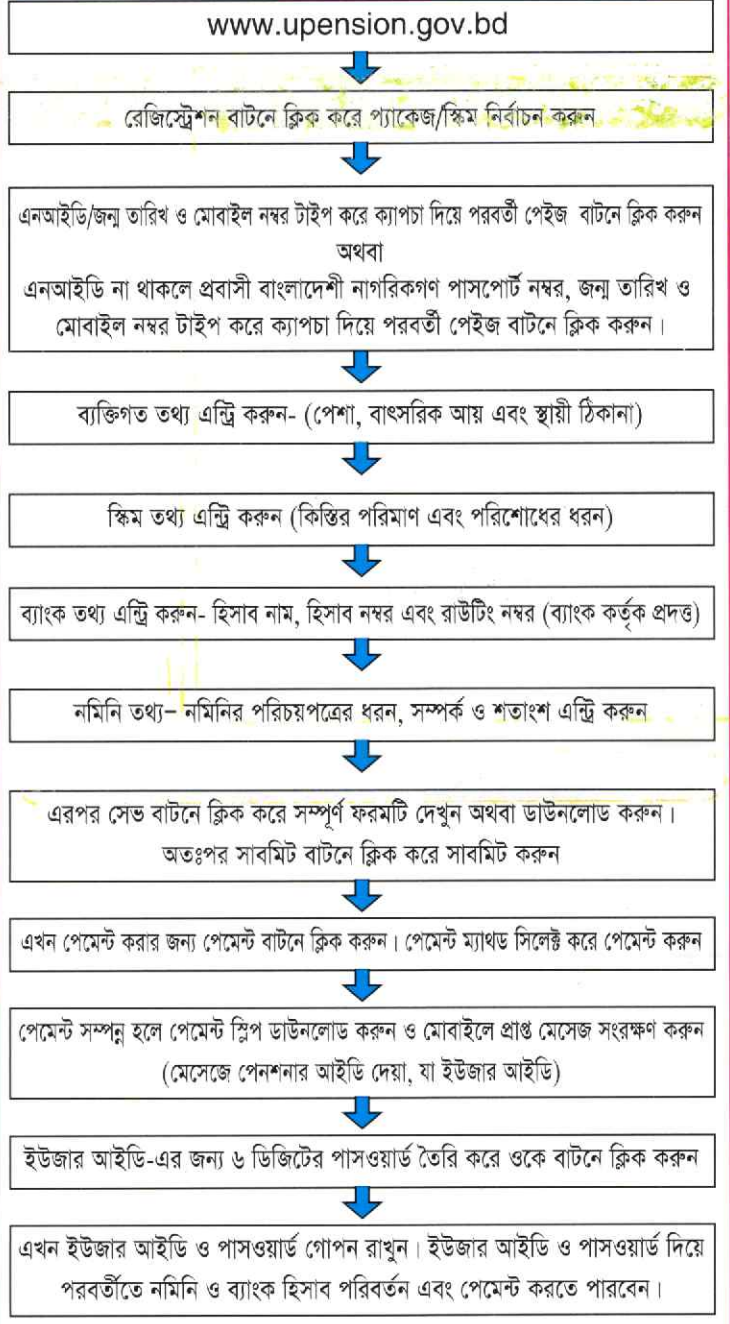 www.upension.gov.bd
রেজিস্ট্রেশন বাটনে ক্লিক করে প্যাকেজ/স্কিম নির্বাচন করুন
এনআইডি/জন্ম তারিখ ও মোবাইল নম্বর টাইপ করে ক্যাপচা দিয়ে পরবর্তী পেইজ বাটনে ক্লিক করুন
অথবা
এনআইডি না থাকলে প্রবাসী বাংলাদেশী নাগরিকগণ পাসপোর্ট নম্বর, জন্ম তারিখ ও
মোবাইল নম্বর টাইপ করে ক্যাপচা দিয়ে পরবর্তী পেইজ বাটনে ক্লিক করুন।
ব্যক্তিগত তথ্য এন্ট্রি করুন- (পেশা, বাৎসরিক আয় এবং স্থায়ী ঠিকানা)
স্কিম তথ্য এন্ট্রি করুন (কিস্তির পরিমাণ এবং পরিশোধের ধরন)
ব্যাংক তথ্য এন্ট্রি করুন- হিসাব নাম, হিসাব নম্বর এবং রাউটিং নম্বর (ব্যাংক কর্তৃক প্রদত্ত)
নমিনি তথ্য– নমিনির পরিচয়পত্রের ধরন, সম্পর্ক ও শতাংশ এন্ট্রি করুন
এরপর সেভ বাটনে ক্লিক করে সম্পূর্ণ ফরমটি দেখুন অথবা ডাউনলোড করুন।
অতঃপর সাবমিট বাটনে ক্লিক করে সাবমিট করুন
এখন পেমেন্ট করার জন্য পেমেন্ট বাটনে ক্লিক করুন। পেমেন্ট ম্যাথড সিলেক্ট করে পেমেন্ট করুন
পেমেন্ট সম্পন্ন হলে পেমেন্ট স্লিপ ডাউনলোড করুন ও মোবাইলে প্রাপ্ত মেসেজ সংরক্ষণ করুন
(মেসেজে পেনশনার আইডি দেয়া, যা ইউজার আইডি)
ইউজার আইডি-এর জন্য ৬ ডিজিটের পাসওয়ার্ড তৈরি করে ওকে বাটনে ক্লিক করুন
এখন ইউজার আইডি ও পাসওয়ার্ড গোপন রাখুন। ইউজার আইডি ও পাসওয়ার্ড দিয়ে
পরবর্তীতে নমিনি ও ব্যাংক হিসাব পরিবর্তন এবং পেমেন্ট করতে পারবেন।